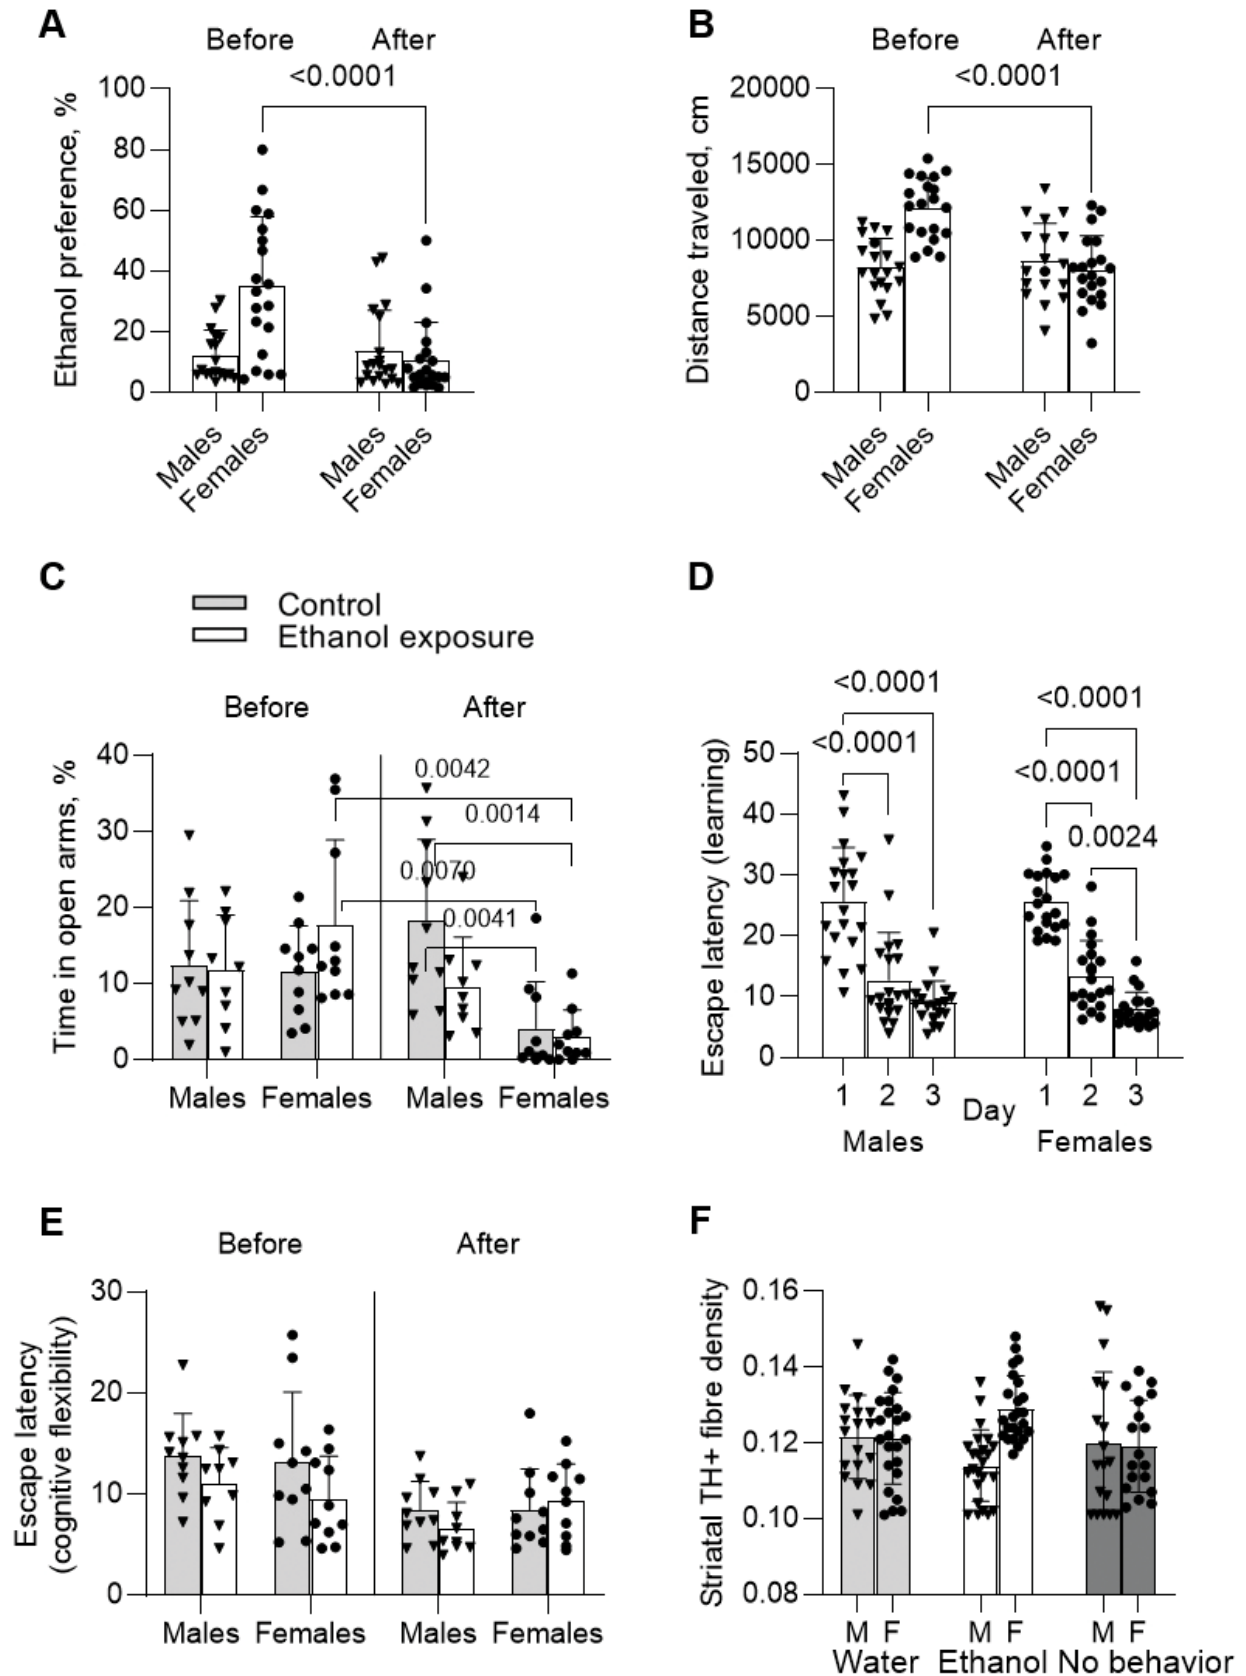 A
Before After
<0.0001
Ethanol preference, %
100
80
60
40
20
0
Males
Females
Males
Females
B
Before After
<0.0001
Distance traveled, cm
20000
15000
10000
5000
0
Males
Females
Males
Females
C
Control
Ethanol exposure
Before After
Time in open arms, %
40
30
20
10
0
0.0042
0.0014
0.0070
0.0041
Males Females Males Females
D
<0.0001
<0.0001
<0.0001
<0.0001
0.0024
Escape latency (learning)
50
40
30
20
10
0
1 2 3 Day 1 2 3
Males Females
E
Before After
Escape latency
(cognitive flexibility)
30
20
10
0
Males Females Males Females
F
Striatal TH+ fibre density
0.16
0.14
0.12
0.10
0.08
M F M F M F
Water Ethanol No behavior